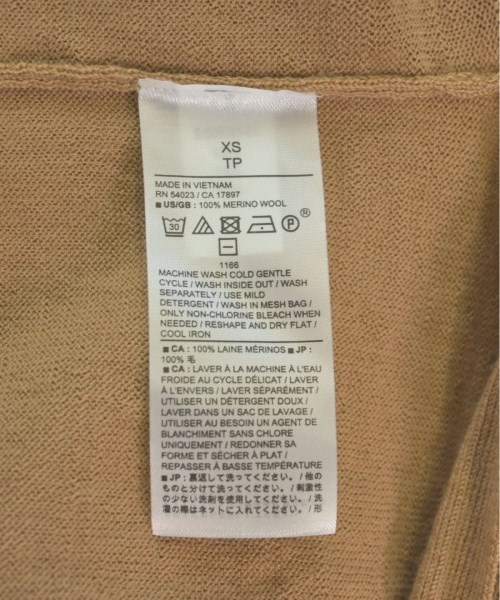 XS
TP
MADE IN VIETNAM
RN 54023 / CA 17897
■ US/GB : 100% MERINO WOOL
30 P ®
1166
MACHINE WASH COLD GENTLE
CYCLE / WASH INSIDE OUT / WASH
SEPARATELY / USE MILD
DETERGENT / WASH IN MESH BAG /
ONLY NON-CHLORINE BLEACH WHEN
NEEDED / RESHAPE AND DRY FLAT /
COOL IRON
■ CA : 100% LAINE MÉRINOS ■ JP :
100% 毛
■ CA : LAVER À LA MACHINE À L'EAU
FROIDE AU CYCLE DÉLICAT / LAVER
À L'ENVERS / LAVER SÉPARÉMENT /
UTILISER UN DÉTERGENT DOUX /
LAVER DANS UN SAC DE LAVAGE /
UTILISER AU BESOIN UN AGENT DE
BLANCHIMENT SANS CHLORE
UNIQUEMENT / REDONNER SA
FORME ET SÉCHER À PLAT /
REPASSER À BASSE TEMPÉRATURE
■ JP : 裏返して洗ってください。/ 他の
ものと分けて洗ってください。/ 刺激性
の少ない洗剤を使用してください。/ 洗
濯の際はネットに入れてください。/ 形